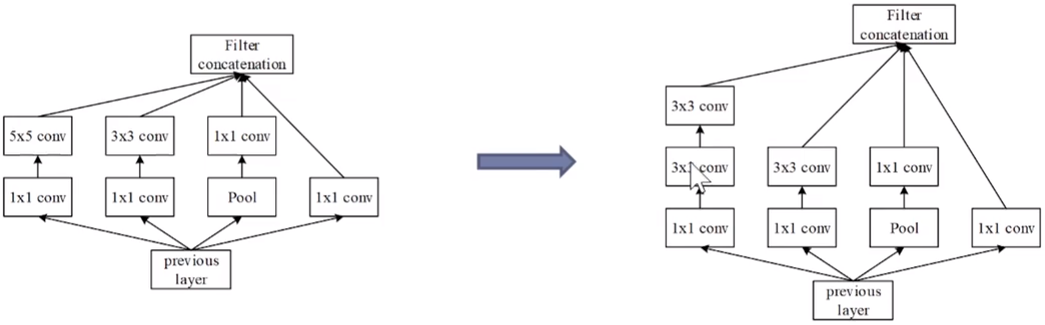 Filter
concatenation
5x5 conv
3x3 conv
1x1 conv
1x1 conv
1x1 conv
Pool
1x1 conv
previous
layer
Filter
concatenation
3x3 conv
3x conv
3x3 conv
1x1 conv
1x1 conv
1x1 conv
Pool
1x1 conv
previous
layer